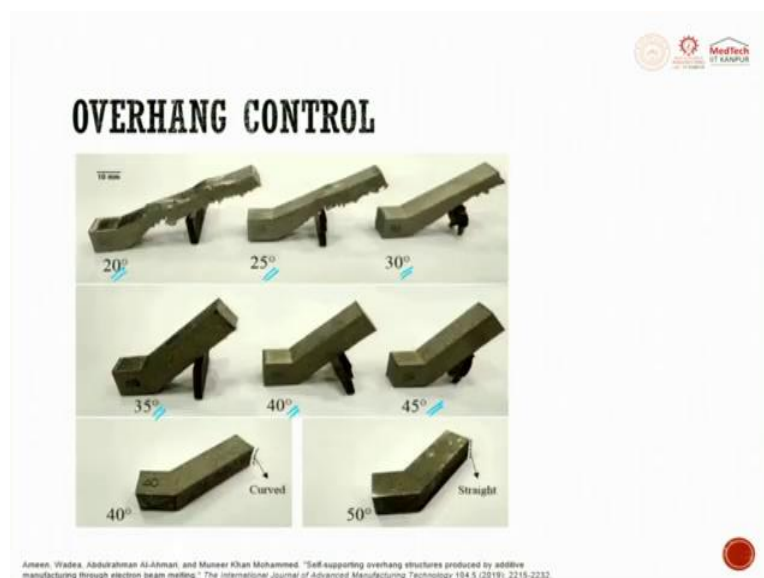 MedTech
IIT KANPUR
OVERHANG CONTROL
10 mm
20°
25°
30°
35°
40°
45°
40
Curved
40°
Straight
50°
Ameen, Wadea, Abdulrahman Al-Ahmari, and Muneer Khan Mohammed. "Self-supporting overhang structures produced by additive
manufacturing through electron beam melting." The International Journal of Advanced Manufacturing Technology 104.5 (2019): 2215-2232.